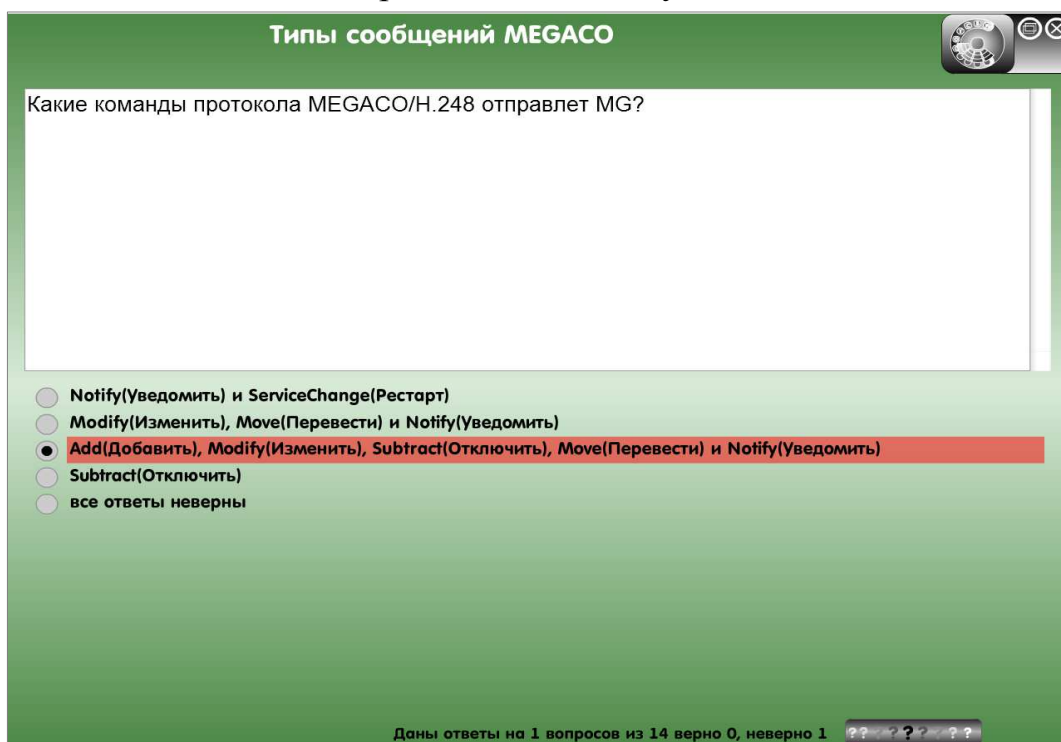 Типы сообщений MEGACO
Какие команды протокола MEGACO/H.248 отправлет MG?
Notify(Уведомить) и ServiceChange(Рестарт)
Modify(Изменить), Move(Перевести) и Notify(Уведомить)
Add(Добавить), Modify(Изменить), Subtract(Отключить), Move(Перевести) и Notify(Уведомить)
Subtract(Отключить)
все ответы неверны
Даны ответы на 1 вопросов из 14 верно 0, неверно 1